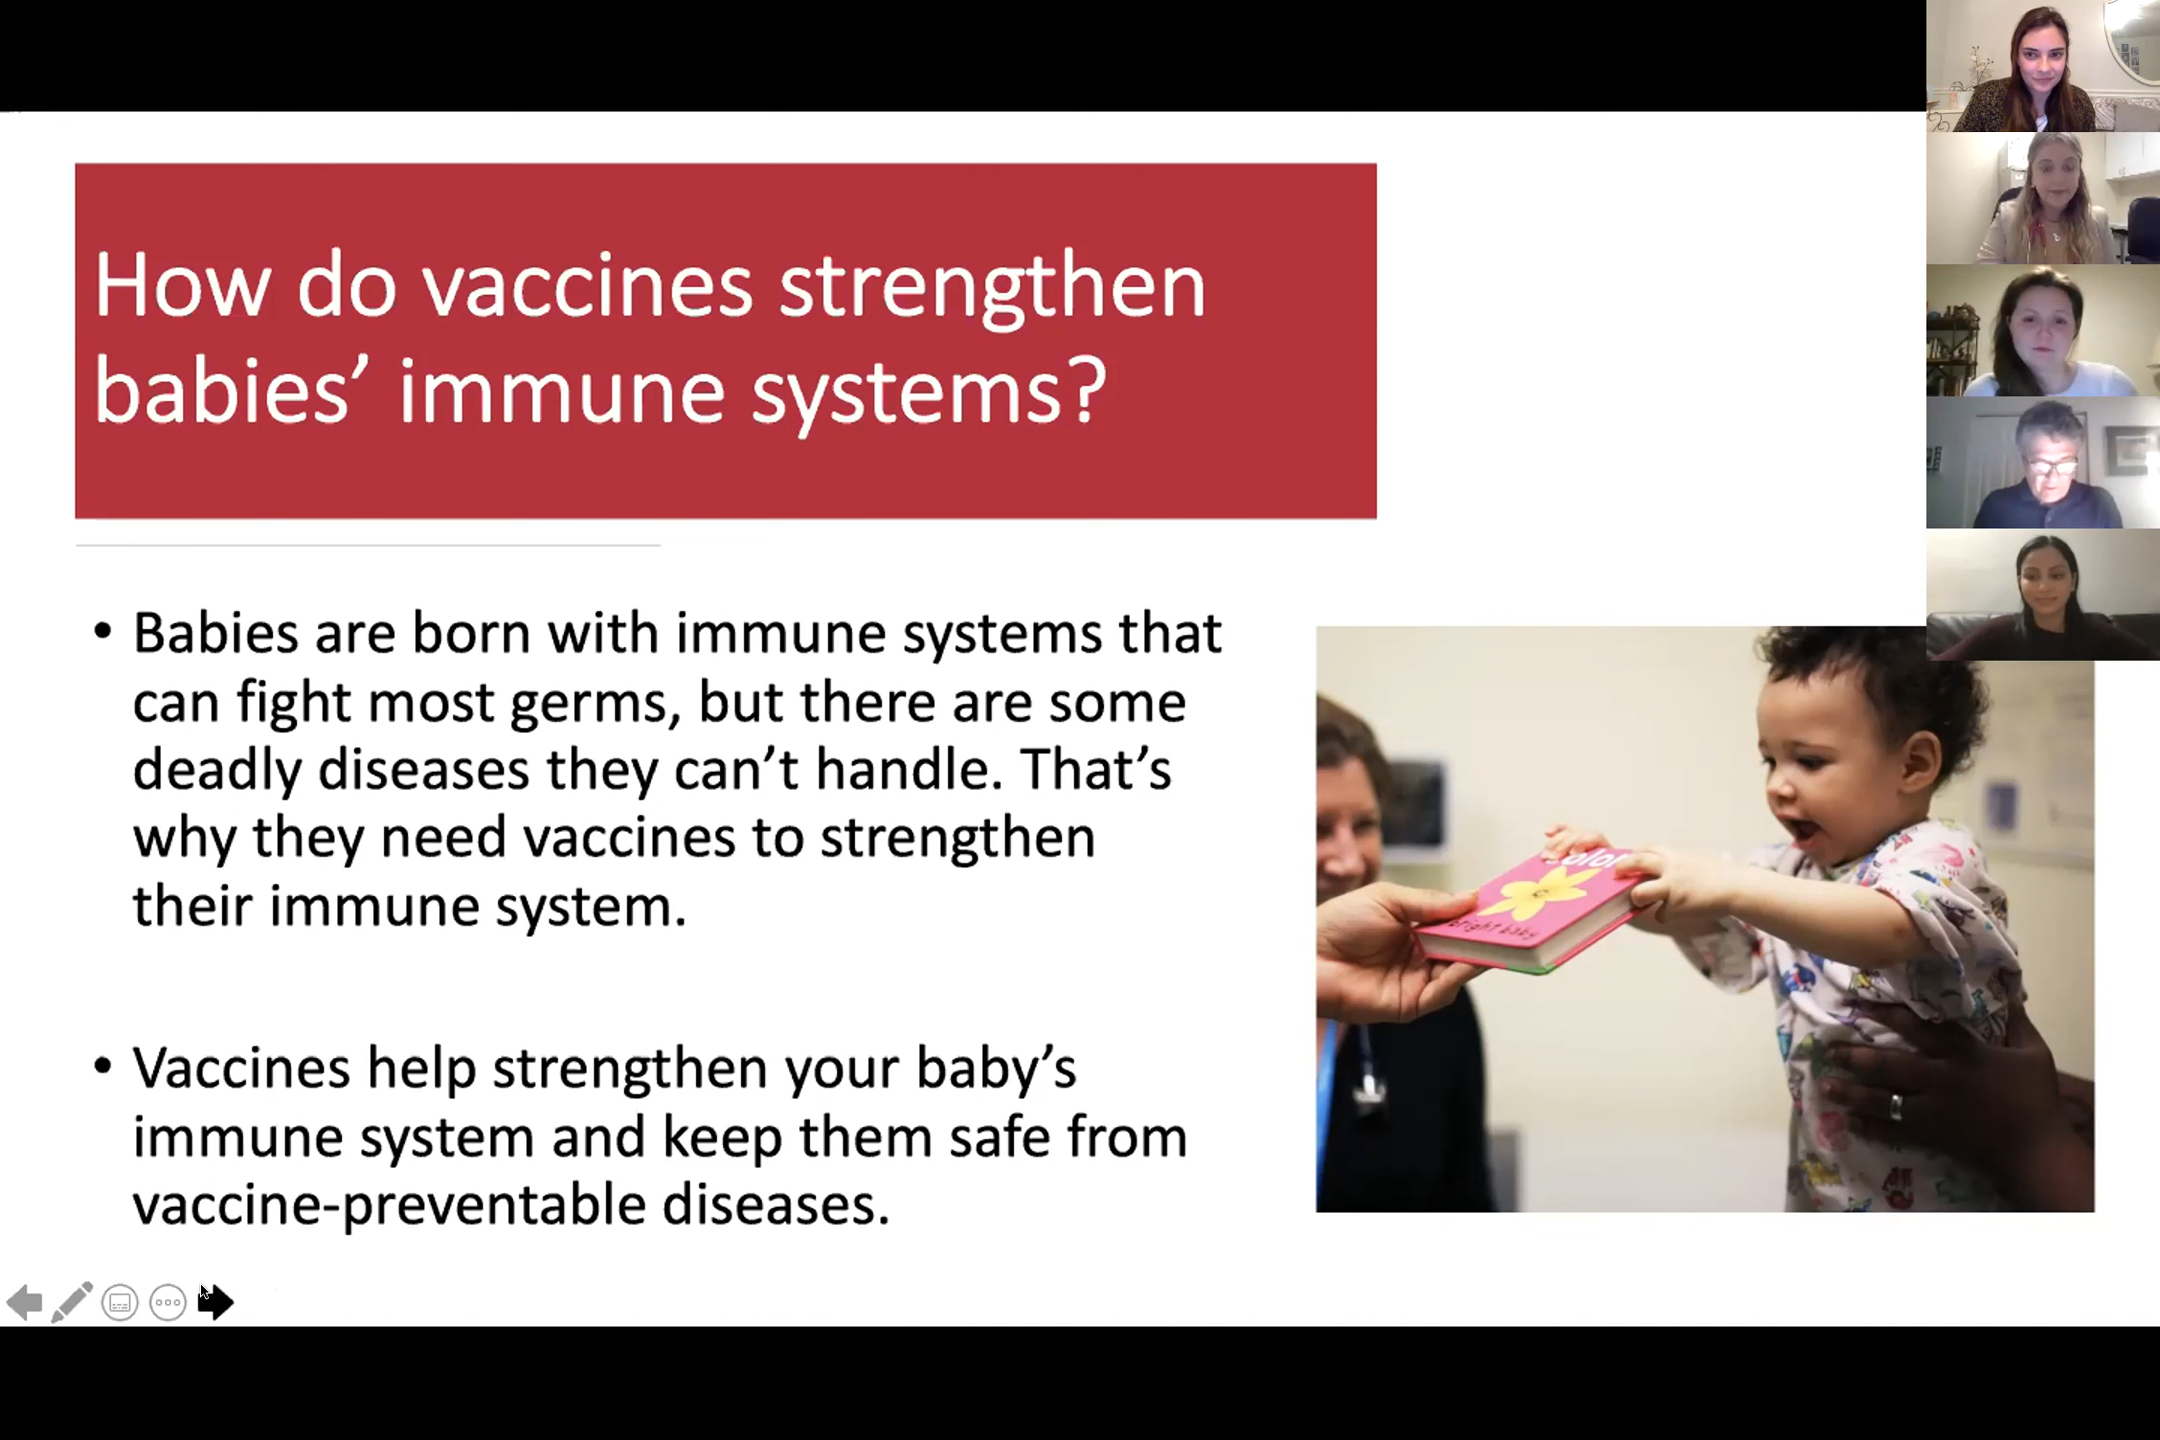 How do vaccines strengthen
babies’ immune systems?
• Babies are born with immune systems that
can fight most germs, but there are some
deadly diseases they can’t handle. That’s
why they need vaccines to strengthen
their immune system.
• Vaccines help strengthen your baby’s
immune system and keep them safe from
vaccine-preventable diseases.
bright baby